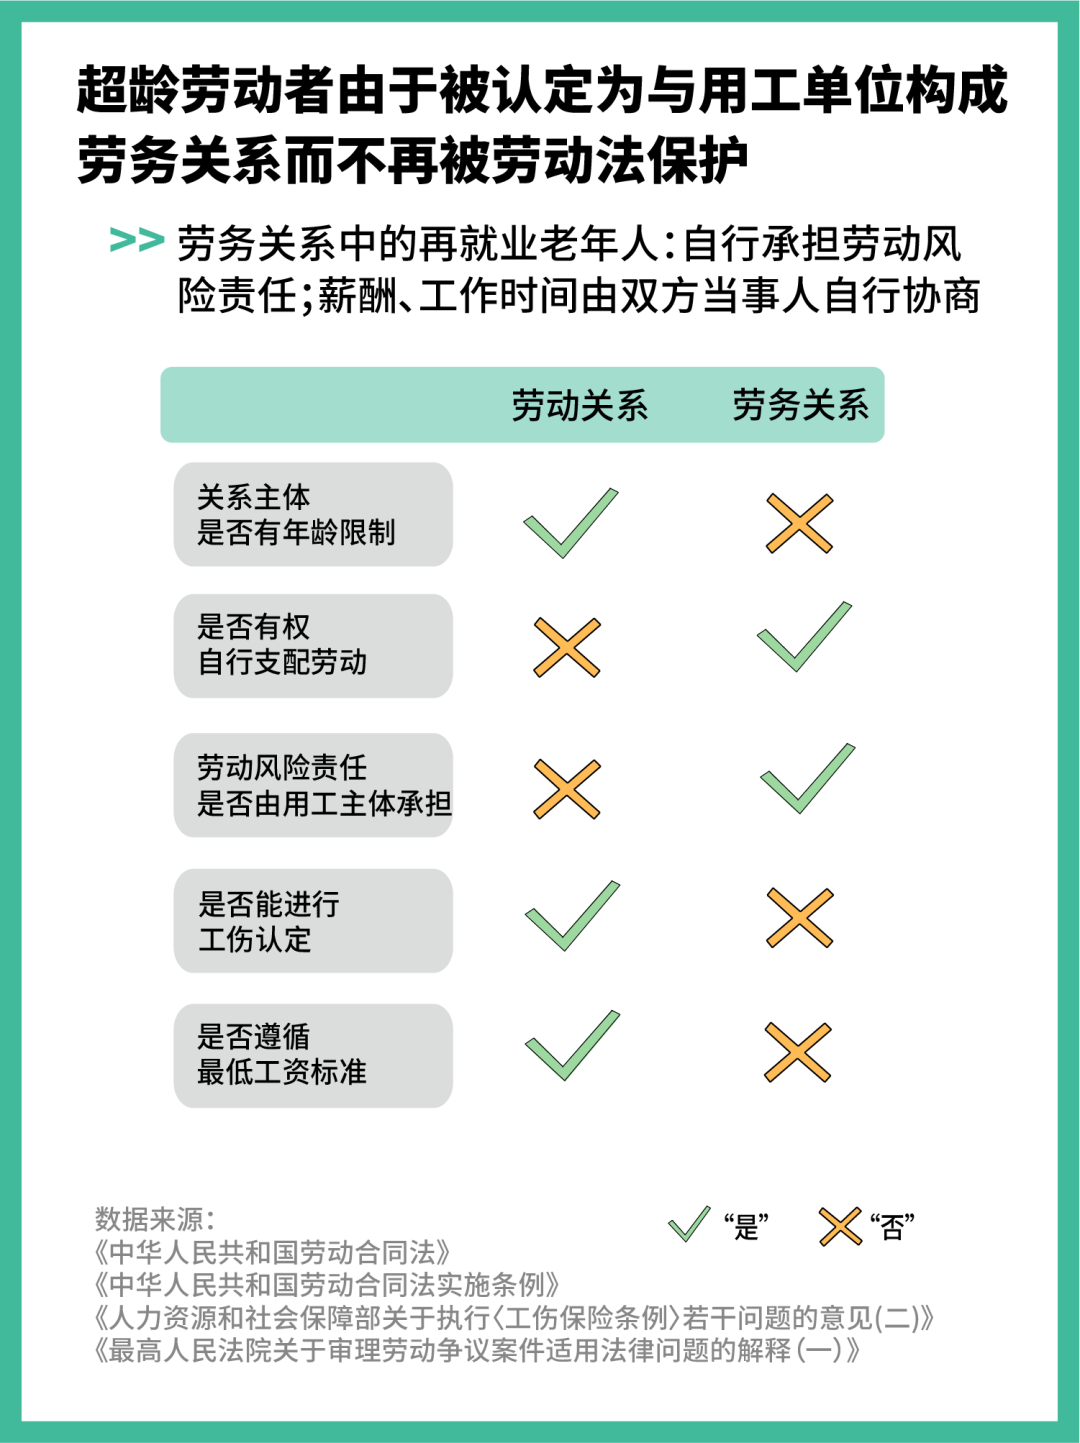 超龄劳动者由于被认定为与用工单位构成
劳务关系而不再被劳动法保护
>> 劳务关系中的再就业老年人：自行承担劳动风
险责任；薪酬、工作时间由双方当事人自行协商
劳动关系 劳务关系
关系主体
是否有年龄限制
是否有权
自行支配劳动
劳动风险责任
是否由用工主体承担
是否能进行
工伤认定
是否遵循
最低工资标准
数据来源：
“是” “否”
《中华人民共和国劳动合同法》
《中华人民共和国劳动合同法实施条例》
《人力资源和社会保障部关于执行〈工伤保险条例〉若干问题的意见(二)》
《最高人民法院关于审理劳动争议案件适用法律问题的解释（一）》